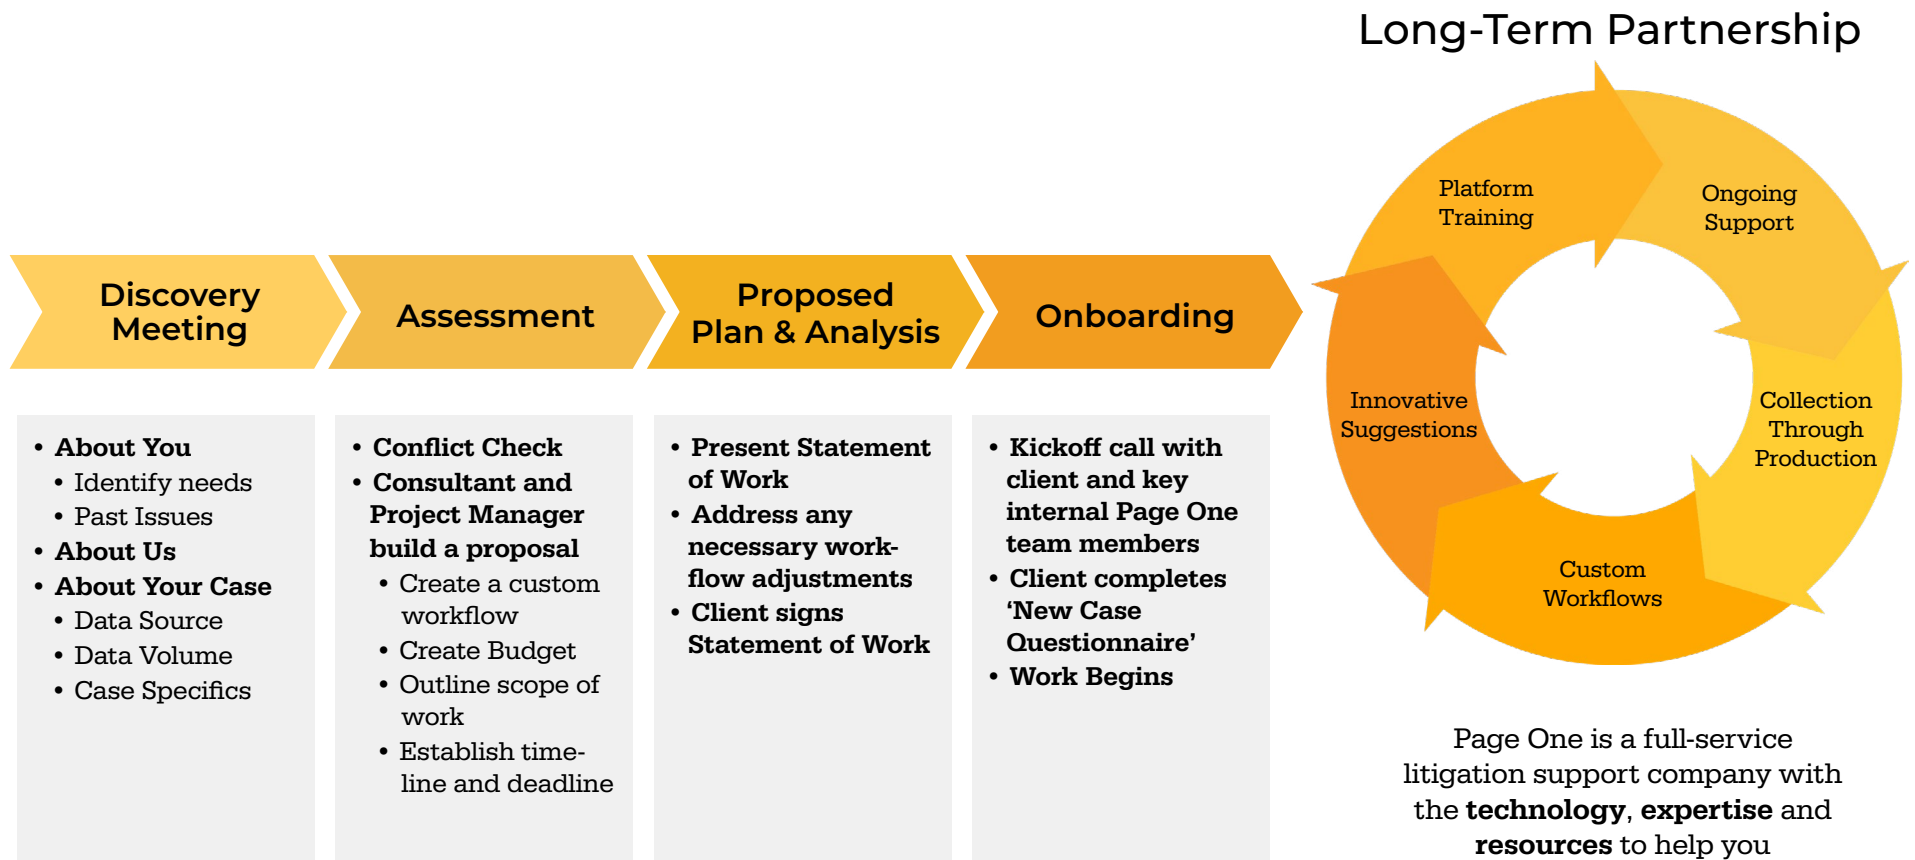 Long-Term Partnership
Discovery
Meeting
Assessment
Proposed
Plan & Analysis
Onboarding
• About You
• Identify needs
• Past Issues
• About Us
• About Your Case
• Data Source
• Data Volume
• Case Specifics
• Conflict Check
• Consultant and
Project Manager
build a proposal
• Create a custom
workflow
• Create Budget
• Outline scope of
work
• Establish time-
line and deadline
• Present Statement
of Work
• Address any
necessary work-
flow adjustments
• Client signs
Statement of Work
• Kickoff call with
client and key
internal Page One
team members
• Client completes
‘New Case
Questionnaire’
• Work Begins
Platform
Training
Ongoing
Support
Collection
Through
Production
Custom
Workflows
Innovative
Suggestions
Page One is a full-service
litigation support company with
the technology, expertise and
resources to help you